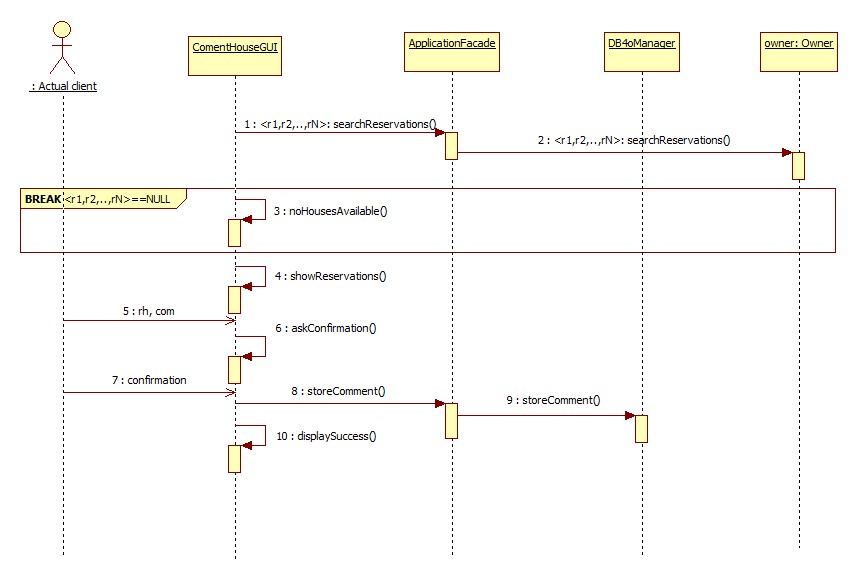 ComentHouseGUI
ApplicationFacade
DB4oManager
owner: Owner
: Actual client
1 : <r1,r2,..,rN>: searchReservations()
2 : <r1,r2,..,rN>: searchReservations()
BREAK <r1,r2,..,rN>==NULL
3 : noHousesAvailable()
4 : showReservations()
5 : rh, com
6 : askConfirmation()
7 : confirmation
8 : storeComment()
9 : storeComment()
10 : displaySuccess()